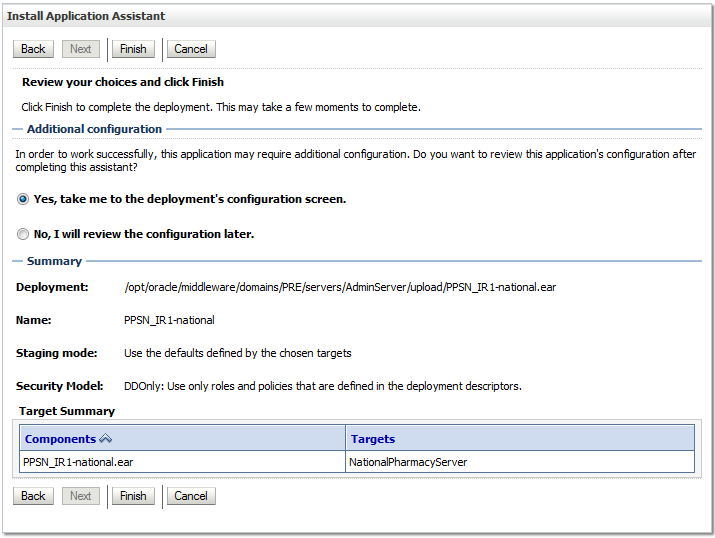 Install Application Assistant
Back Next Finish Cancel
Review your choices and click Finish
Click Finish to complete the deployment. This may take a few moments to complete.
Additional configuration
In order to work successfully, this application may require additional configuration. Do you want to review this application's configuration after
completing this assistant?
Yes, take me to the deployment's configuration screen.
No, I will review the configuration later.
Summary
Deployment: /opt/oracle/middleware/domains/PRE/servers/AdminServer/upload/PPSN_IR1-national.ear
Name: PPSN_IR1-national
Staging mode: Use the defaults defined by the chosen targets
Security Model: DDOnly: Use only roles and policies that are defined in the deployment descriptors.
Target Summary
Components Targets
PPSN_IR1-national.ear NationalPharmacyServer
Back Next Finish Cancel